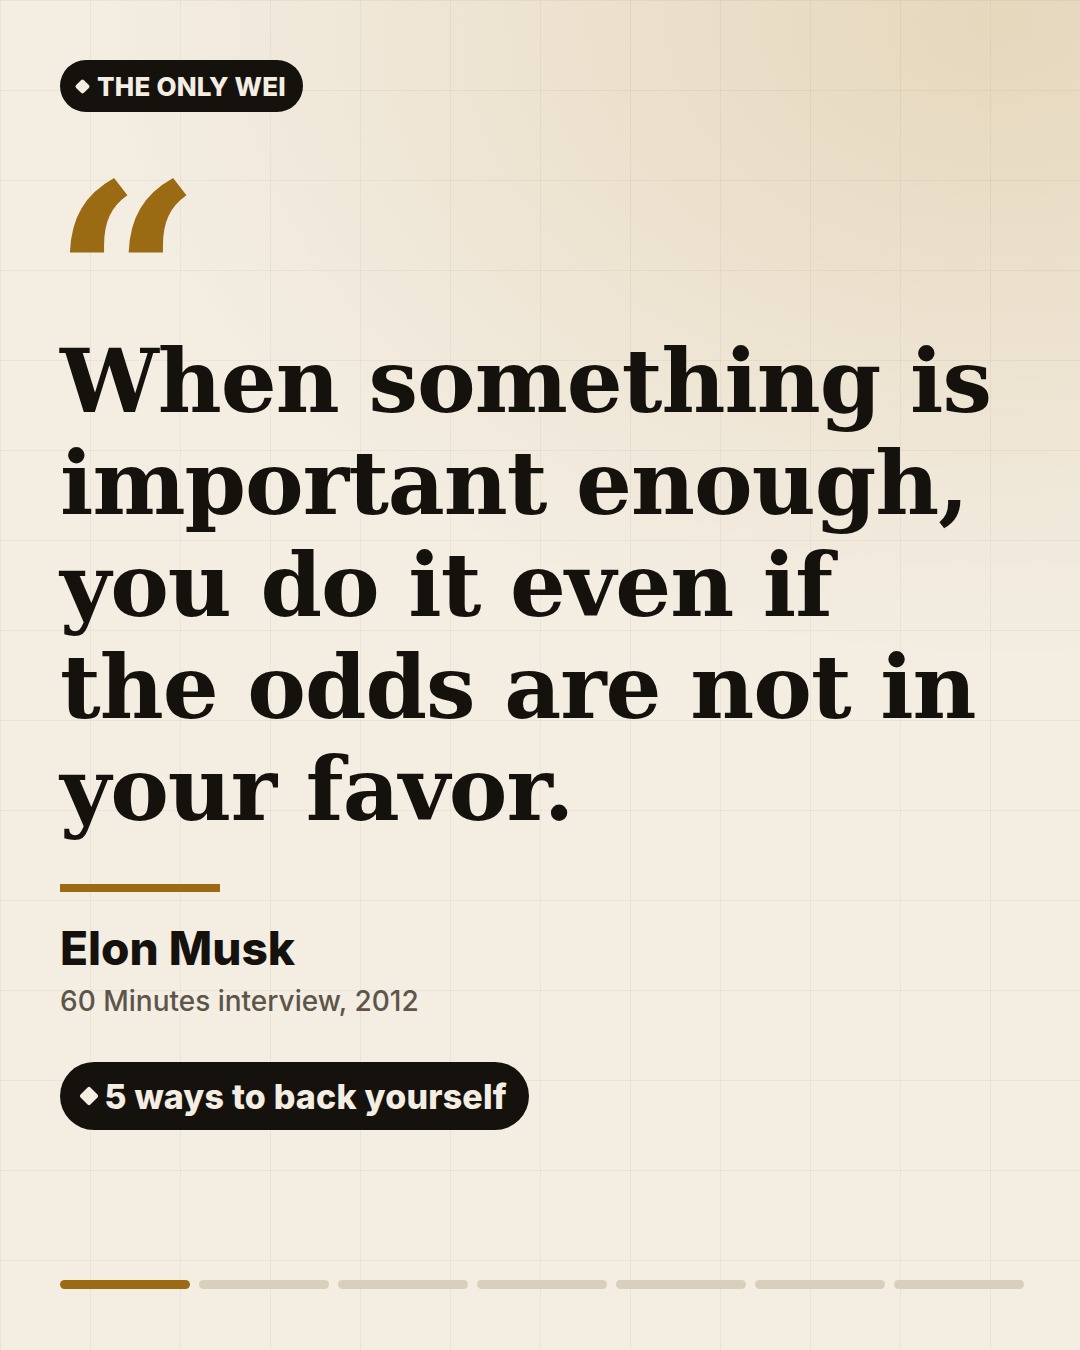 THE ONLY WEI
“
When something is
important enough,
you do it even if
the odds are not in
your favor.
Elon Musk
60 Minutes interview, 2012
5 ways to back yourself